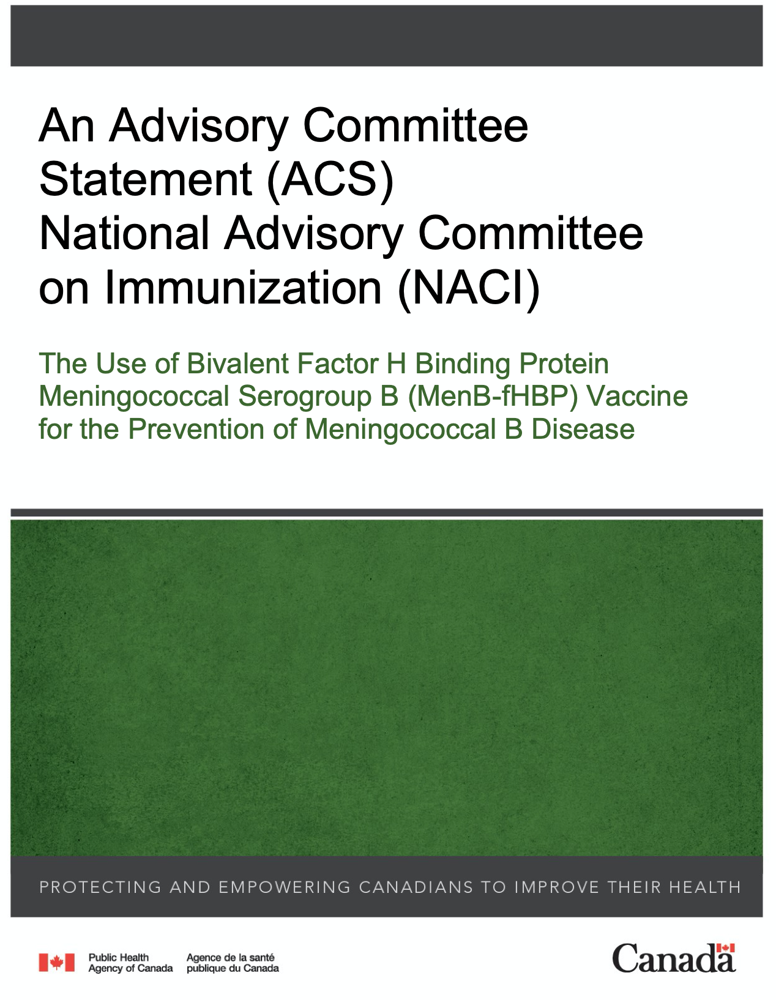 An Advisory Committee
Statement (ACS)
National Advisory Committee
on Immunization (NACI)
The Use of Bivalent Factor H Binding Protein
Meningococcal Serogroup B (MenB-fHBP) Vaccine
for the Prevention of Meningococcal B Disease
PROTECTING AND EMPOWERING CANADIANS TO IMPROVE THEIR HEALTH
Public Health
Agency of Canada
Agence de la santé
publique du Canada
Canada